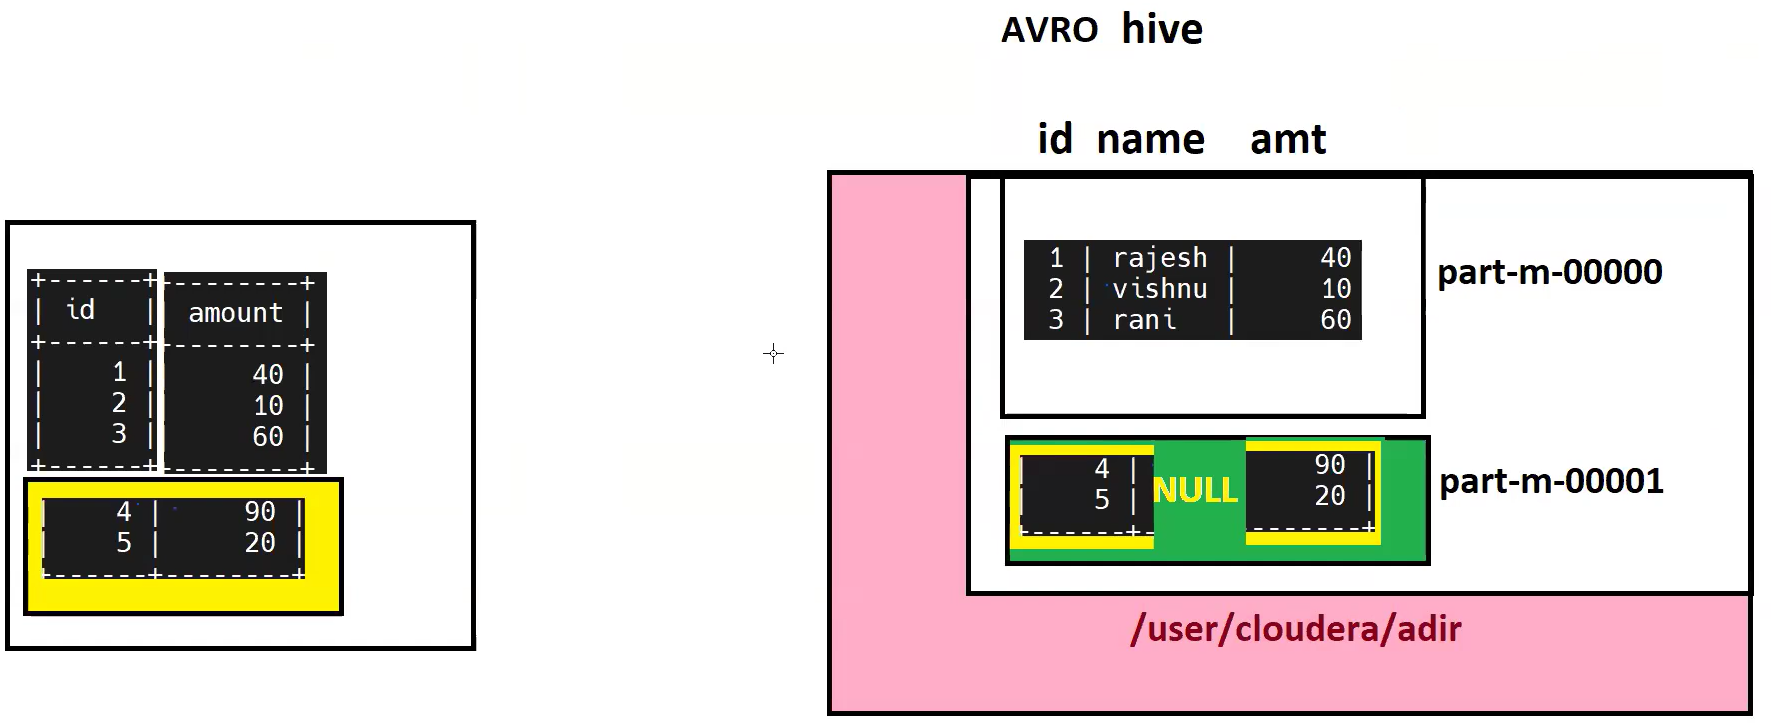 AVRO hive
id name amt
+------+
| id |
+------+
| 1 |
| 2 |
| 3 |
+------+
--------+
amount |
--------+
40 |
10 |
60 |
--------+
| 4 | 90 |
| 5 | 20 |
+-------+--------+
1 | rajesh | 40
2 | vishnu | 10
3 | rani | 60
part-m-00000
| 4 |
| 5 |
+-------+-
NULL
90 |
20 |
-------+
part-m-00001
/user/cloudera/adir